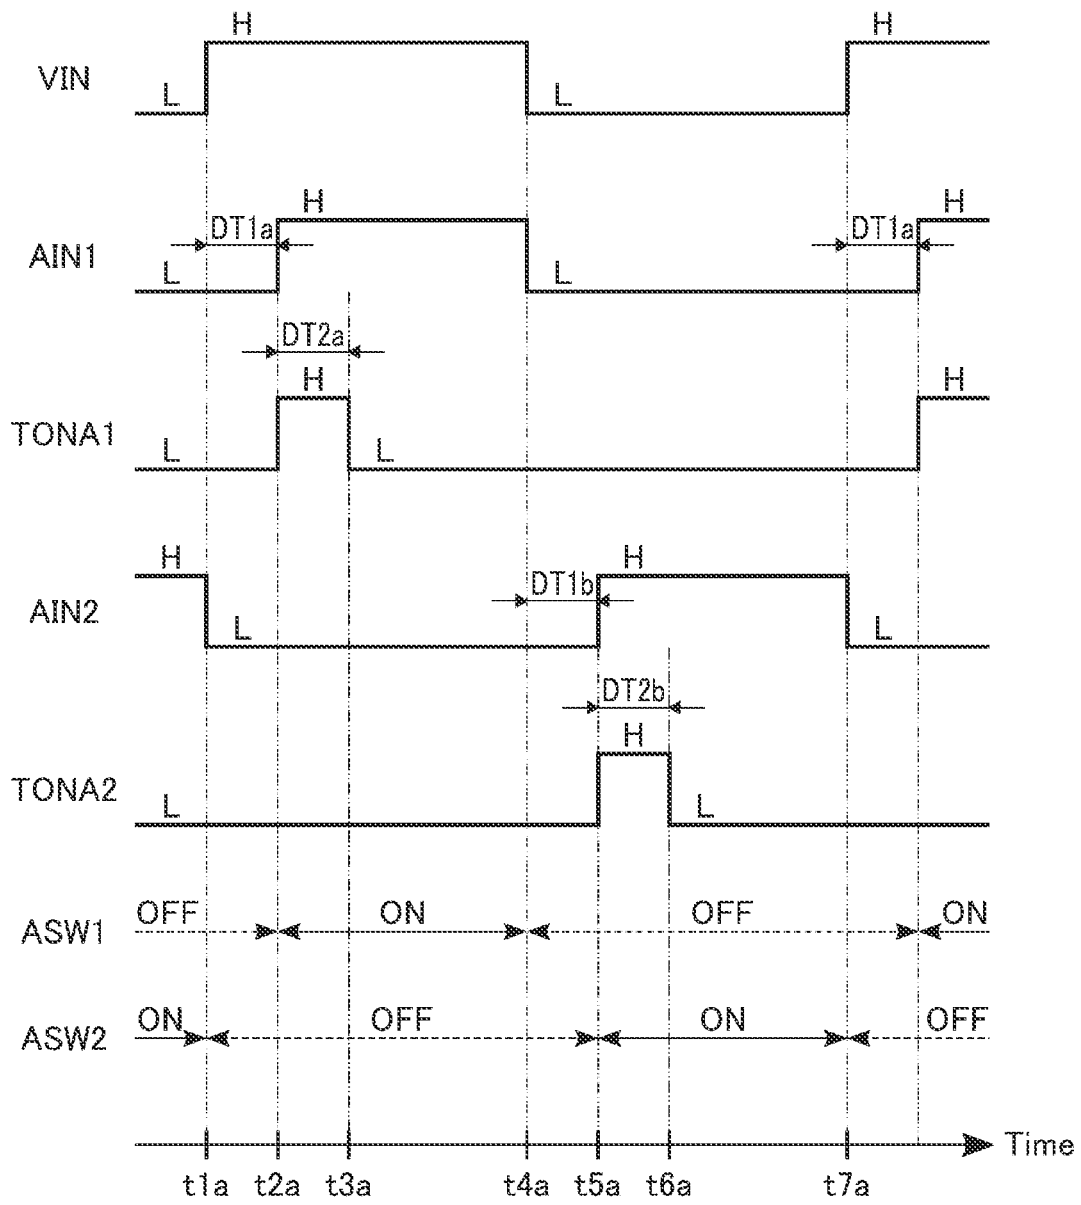 H H
VIN L L
H H
DT1a DT1a
AIN1 L L
DT2a
H H
TONA1 L L
H H
DT1b
AIN2 L L
DT2b
H
TONA2 L L
ASW1 OFF ON OFF ON
ASW2 ON OFF ON OFF
Time
t1a t2a t3a t4a t5a t6a t7a